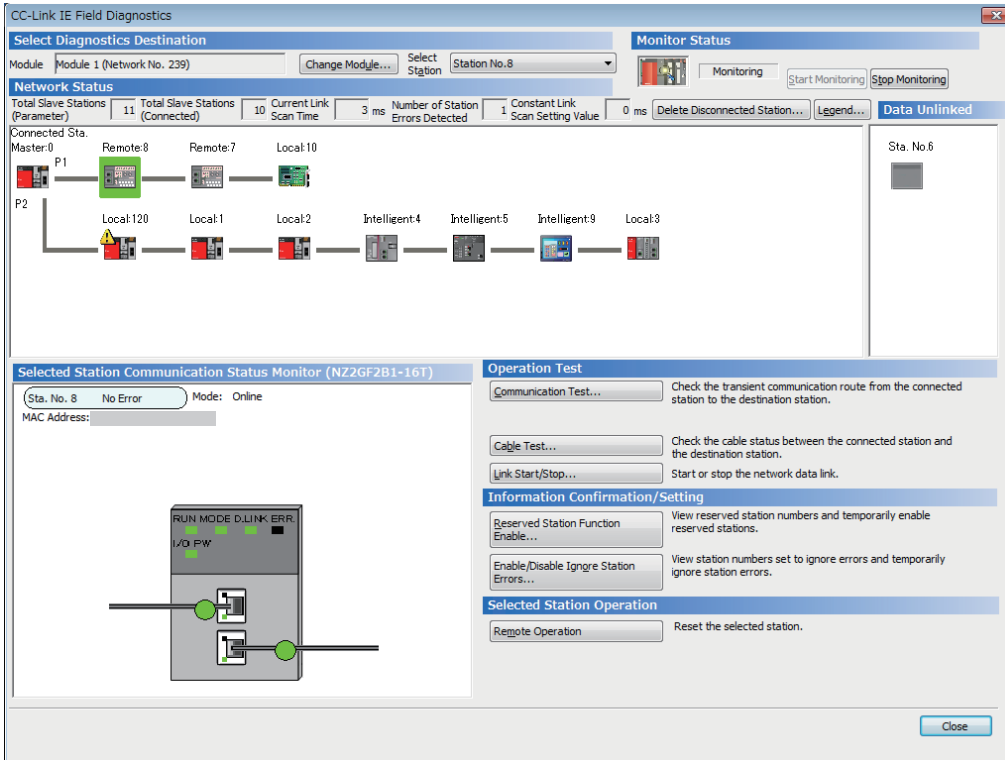 CC-Link IE Field Diagnostics
Select Diagnostics Destination
Monitor Status
Module Module 1 (Network No. 239) Change Module... Select Station Station No.8
Monitoring Start Monitoring Stop Monitoring
Network Status
Total Slave Stations (Parameter) 11 Total Slave Stations (Connected) 10 Current Link Scan Time 3 ms Number of Station Errors Detected 1 Constant Link Scan Setting Value 0 ms Delete Disconnected Station... Legend... Data Unlinked
Connected Sta.
Master:0 Remote:8 Remote:7 Local:10 Sta. No.6
P1
P2
Local:120 Local:1 Local:2 Intelligent:4 Intelligent:5 Intelligent:9 Local:3
Selected Station Communication Status Monitor (NZ2GF2B1-16T)
Sta. No. 8 No Error Mode: Online
MAC Address:
RUN MODE D.LINK ERR.
I/O PW
Operation Test
Communication Test... Check the transient communication route from the connected
station to the destination station.
Cable Test... Check the cable status between the connected station and
the destination station.
Link Start/Stop... Start or stop the network data link.
Information Confirmation/Setting
Reserved Station Function
Enable...
View reserved station numbers and temporarily enable
reserved stations.
Enable/Disable Ignore Station
Errors...
View station numbers set to ignore errors and temporarily
ignore station errors.
Selected Station Operation
Remote Operation Reset the selected station.
Close